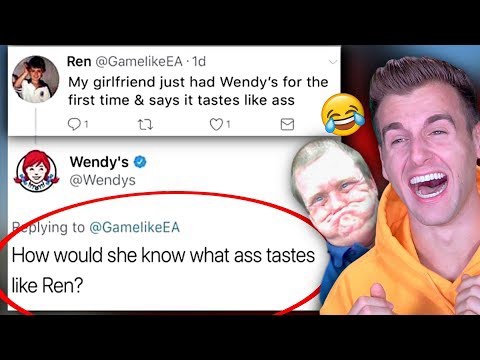 Ren @GamelikeEA · 1d
My girlfriend just had Wendy's for the
first time & says it tastes like ass
1 1
Wendy's
@Wendys
Replying to @GamelikeEA
How would she know what ass tastes
like Ren?